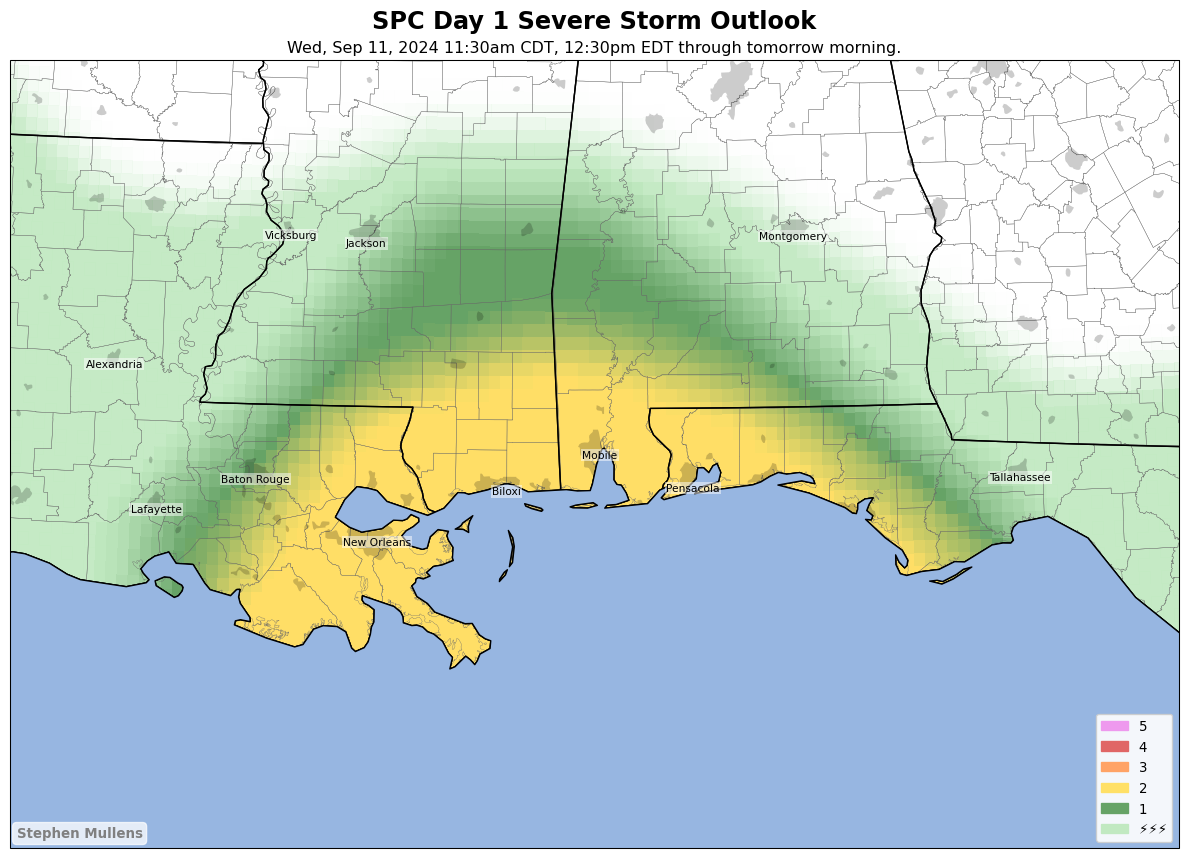 SPC Day 1 Severe Storm Outlook
Wed, Sep 11, 2024 11:30am CDT, 12:30pm EDT through tomorrow morning.
Vicksburg
Jackson
Montgomery
Alexandria
Mobile
Baton Rouge
Tallahassee
Pensacola
Biloxi
Lafayette
New Orleans
5
4
3
2
1
⚡⚡⚡
Stephen Mullens